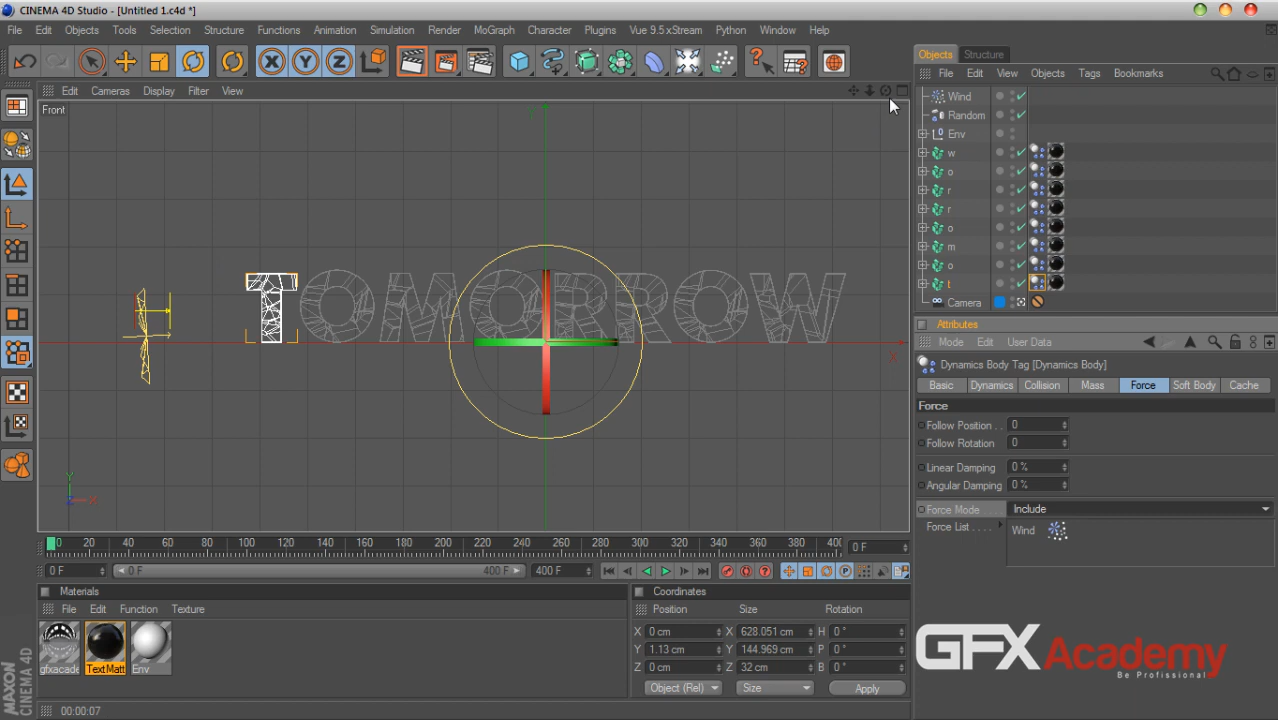 CINEMA 4D Studio - [Untitled 1.c4d *]
File Edit Objects Tools Selection Structure Functions Animation Simulation Render MoGraph Character Plugins Vue 9.5 xStream Python Window Help
Edit Cameras Display Filter View
Front
Y
X
TOMORROW
Y
Z X
0 20 40 60 80 100 120 140 160 180 200 220 240 260 280 300 320 340 360 380 40(
0 F
0 F 0 F 400 F 400 F
Materials
File Edit Function Texture
gfxacade TextMatt Env
Coordinates
Position Size Rotation
X 0 cm X 628.051 cm H 0 °
Y 1.13 cm Y 144.969 cm P 0 °
Z 0 cm Z 32 cm B 0 °
Object (Rel) Size Apply
00:00:07
MAXON
CINEMA 4D
Objects Structure
File Edit View Objects Tags Bookmarks
Wind
Random
Env
w
o
r
r
o
m
o
t
Camera
Attributes
Mode Edit User Data
Dynamics Body Tag [Dynamics Body]
Basic Dynamics Collision Mass Force Soft Body Cache
Force
Follow Position . . 0
Follow Rotation 0
Linear Damping 0 %
Angular Damping 0 %
Force Mode Include
Force List . . . . Wind
GFXAcademy
Be Profissional